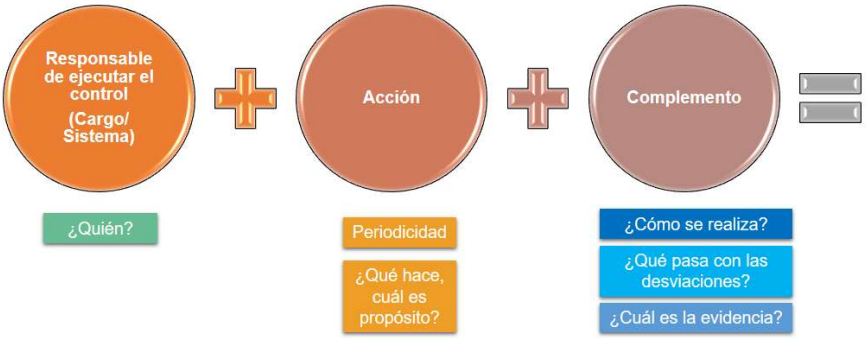 Responsable
de ejecutar el
control
(Cargo/
Sistema)
Acción
Complemento
¿Quién?
Periodicidad
¿Qué hace,
cuál es
propósito?
¿Cómo se realiza?
¿Qué pasa con las
desviaciones?
¿Cuál es la evidencia?